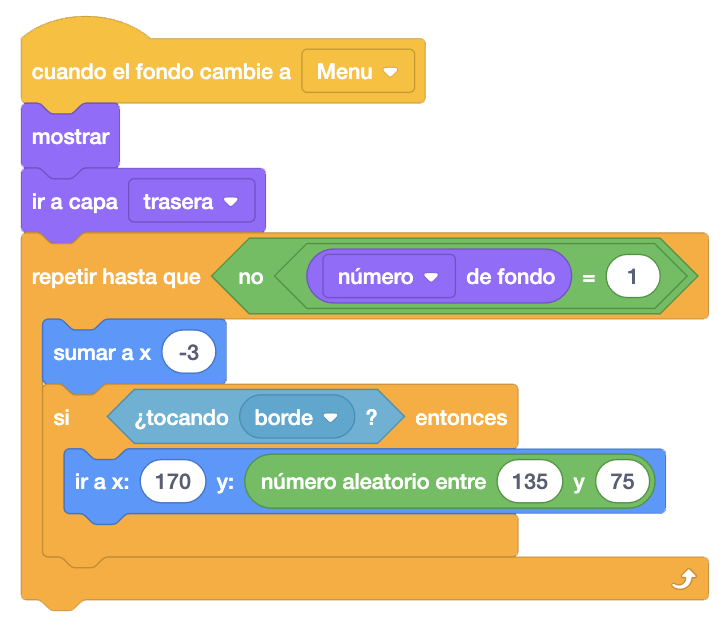 cuando el fondo cambie a Menu
mostrar
ir a capa trasera
repetir hasta que no número de fondo = 1
sumar a x -3
si ¿tocando borde ? entonces
ir a x: 170 y: número aleatorio entre 135 y 75